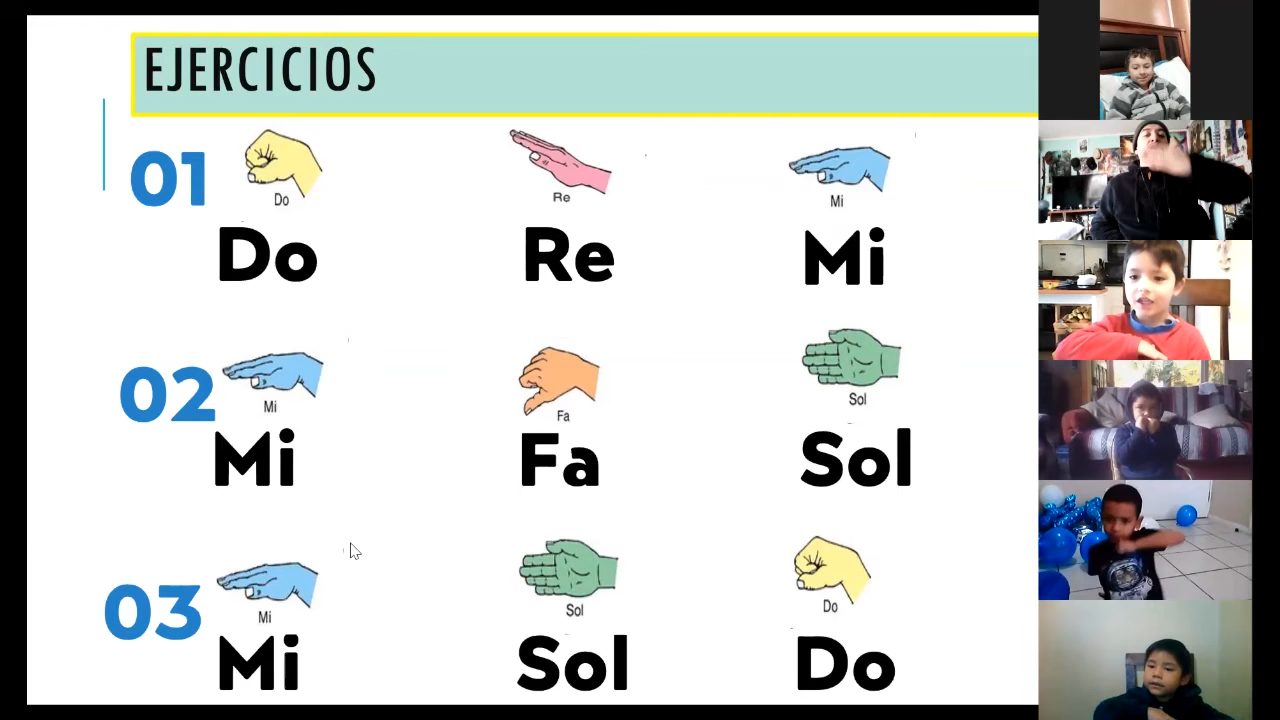 EJERCICIOS
01
Do Re Mi
Do Re Mi
02
Mi Fa Sol
Mi Fa Sol
03
Mi Sol Do
Mi Sol Do